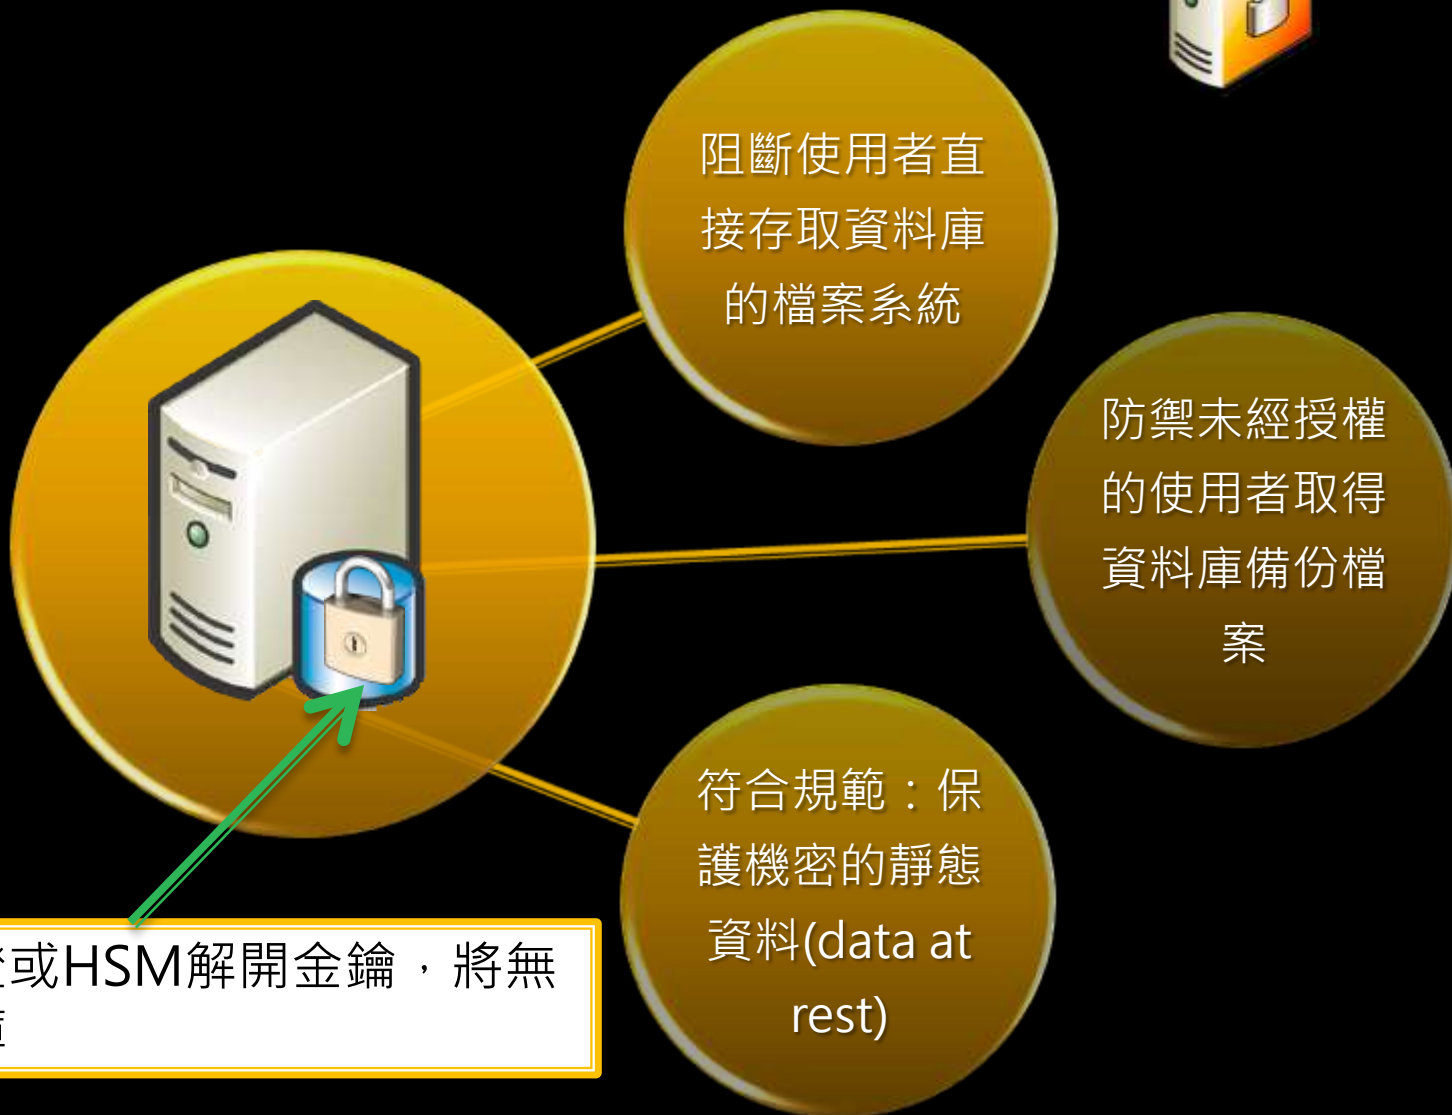 阻斷使用者直
接存取資料庫
的檔案系統
防禦未經授權
的使用者取得
資料庫備份檔
案
符合規範：保
護機密的靜態
資料(data at
rest)
或HSM解開金鑰，將無